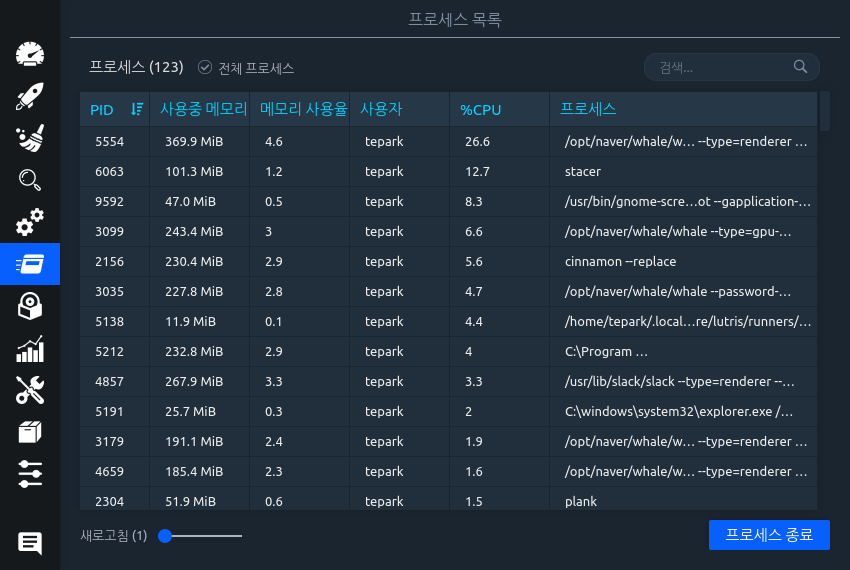 프로세스 목록
프로세스 (123) 전체 프로세스 검색...
PID 사용중 메모리 메모리 사용율 사용자 %CPU 프로세스
5554 369.9 MiB 4.6 tepark 26.6 /opt/naver/whale/w... --type=renderer ...
6063 101.3 MiB 1.2 tepark 12.7 stacer
9592 47.0 MiB 0.5 tepark 8.3 /usr/bin/gnome-scre...ot --gapplication-...
3099 243.4 MiB 3 tepark 6.6 /opt/naver/whale/whale --type=gpu-...
2156 230.4 MiB 2.9 tepark 5.6 cinnamon --replace
3035 227.8 MiB 2.8 tepark 4.7 /opt/naver/whale/whale --password-...
5138 11.9 MiB 0.1 tepark 4.4 /home/tepark/.local...re/lutris/runners/...
5212 232.8 MiB 2.9 tepark 4 C:\Program ...
4857 267.9 MiB 3.3 tepark 3.3 /usr/lib/slack/slack --type=renderer --...
5191 25.7 MiB 0.3 tepark 2 C:\windows\system32\explorer.exe /...
3179 191.1 MiB 2.4 tepark 1.9 /opt/naver/whale/w... --type=renderer ...
4659 185.4 MiB 2.3 tepark 1.6 /opt/naver/whale/w... --type=renderer ...
2304 51.9 MiB 0.6 tepark 1.5 plank
새로고침 (1) 프로세스 종료